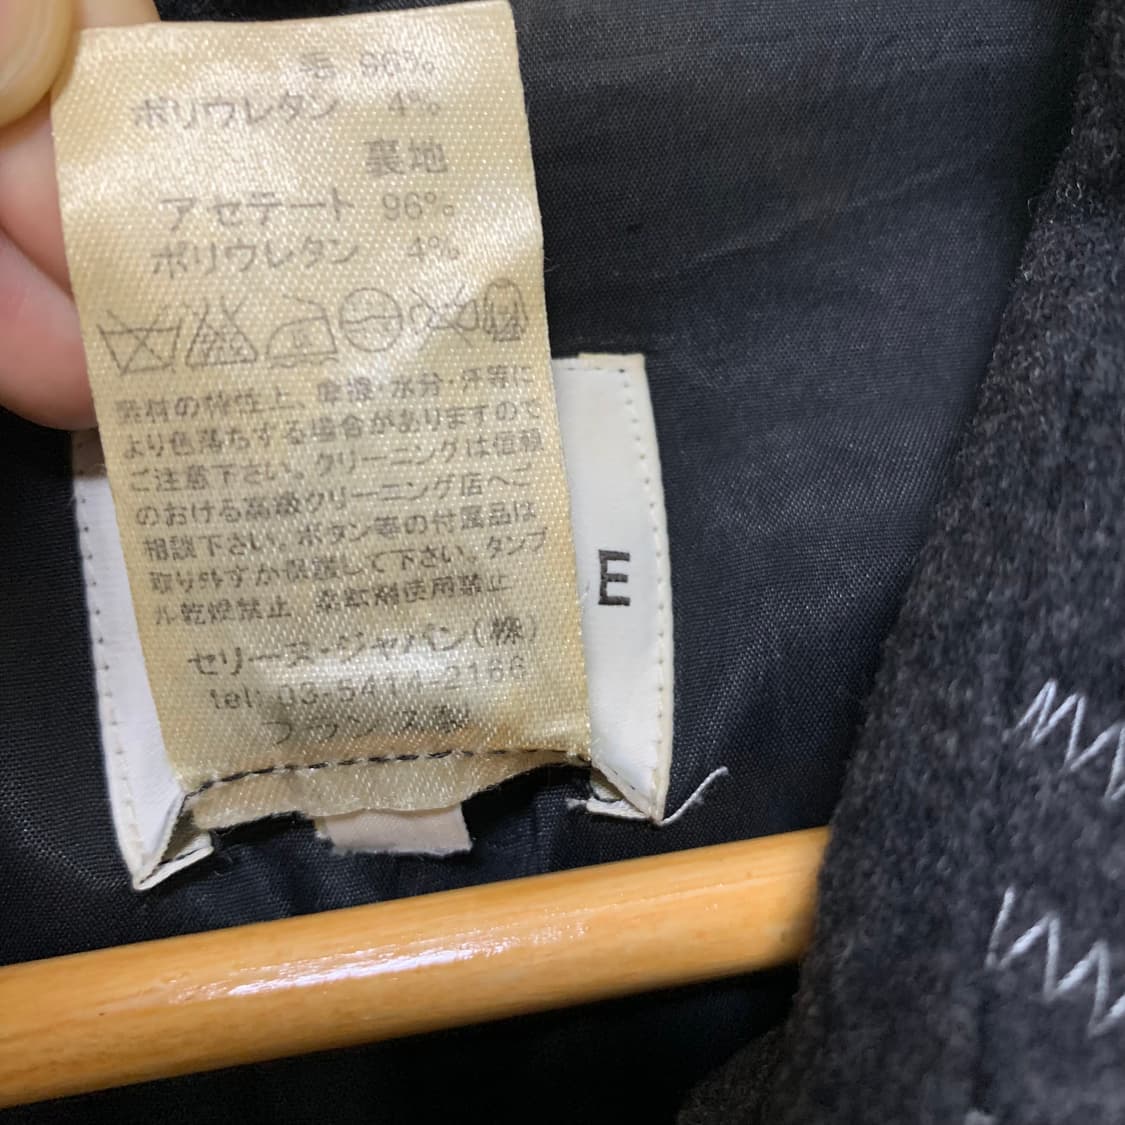 毛 96%
ポリウレタン 4%
裏地
アセテート 96%
ポリウレタン 4%
素材の特性上、摩擦・水分・汗等に
より色落ちする場合がありますので
ご注意下さい。クリーニングは信頼
のおける高級クリーニング店へご
相談下さい。ボタン等の付属品は
取り外すか保護して下さい。タンブ
ル乾燥禁止 柔軟剤使用禁止
セリーヌ・ジャパン(株)
tel: 03-5414-2166
フランス製
E